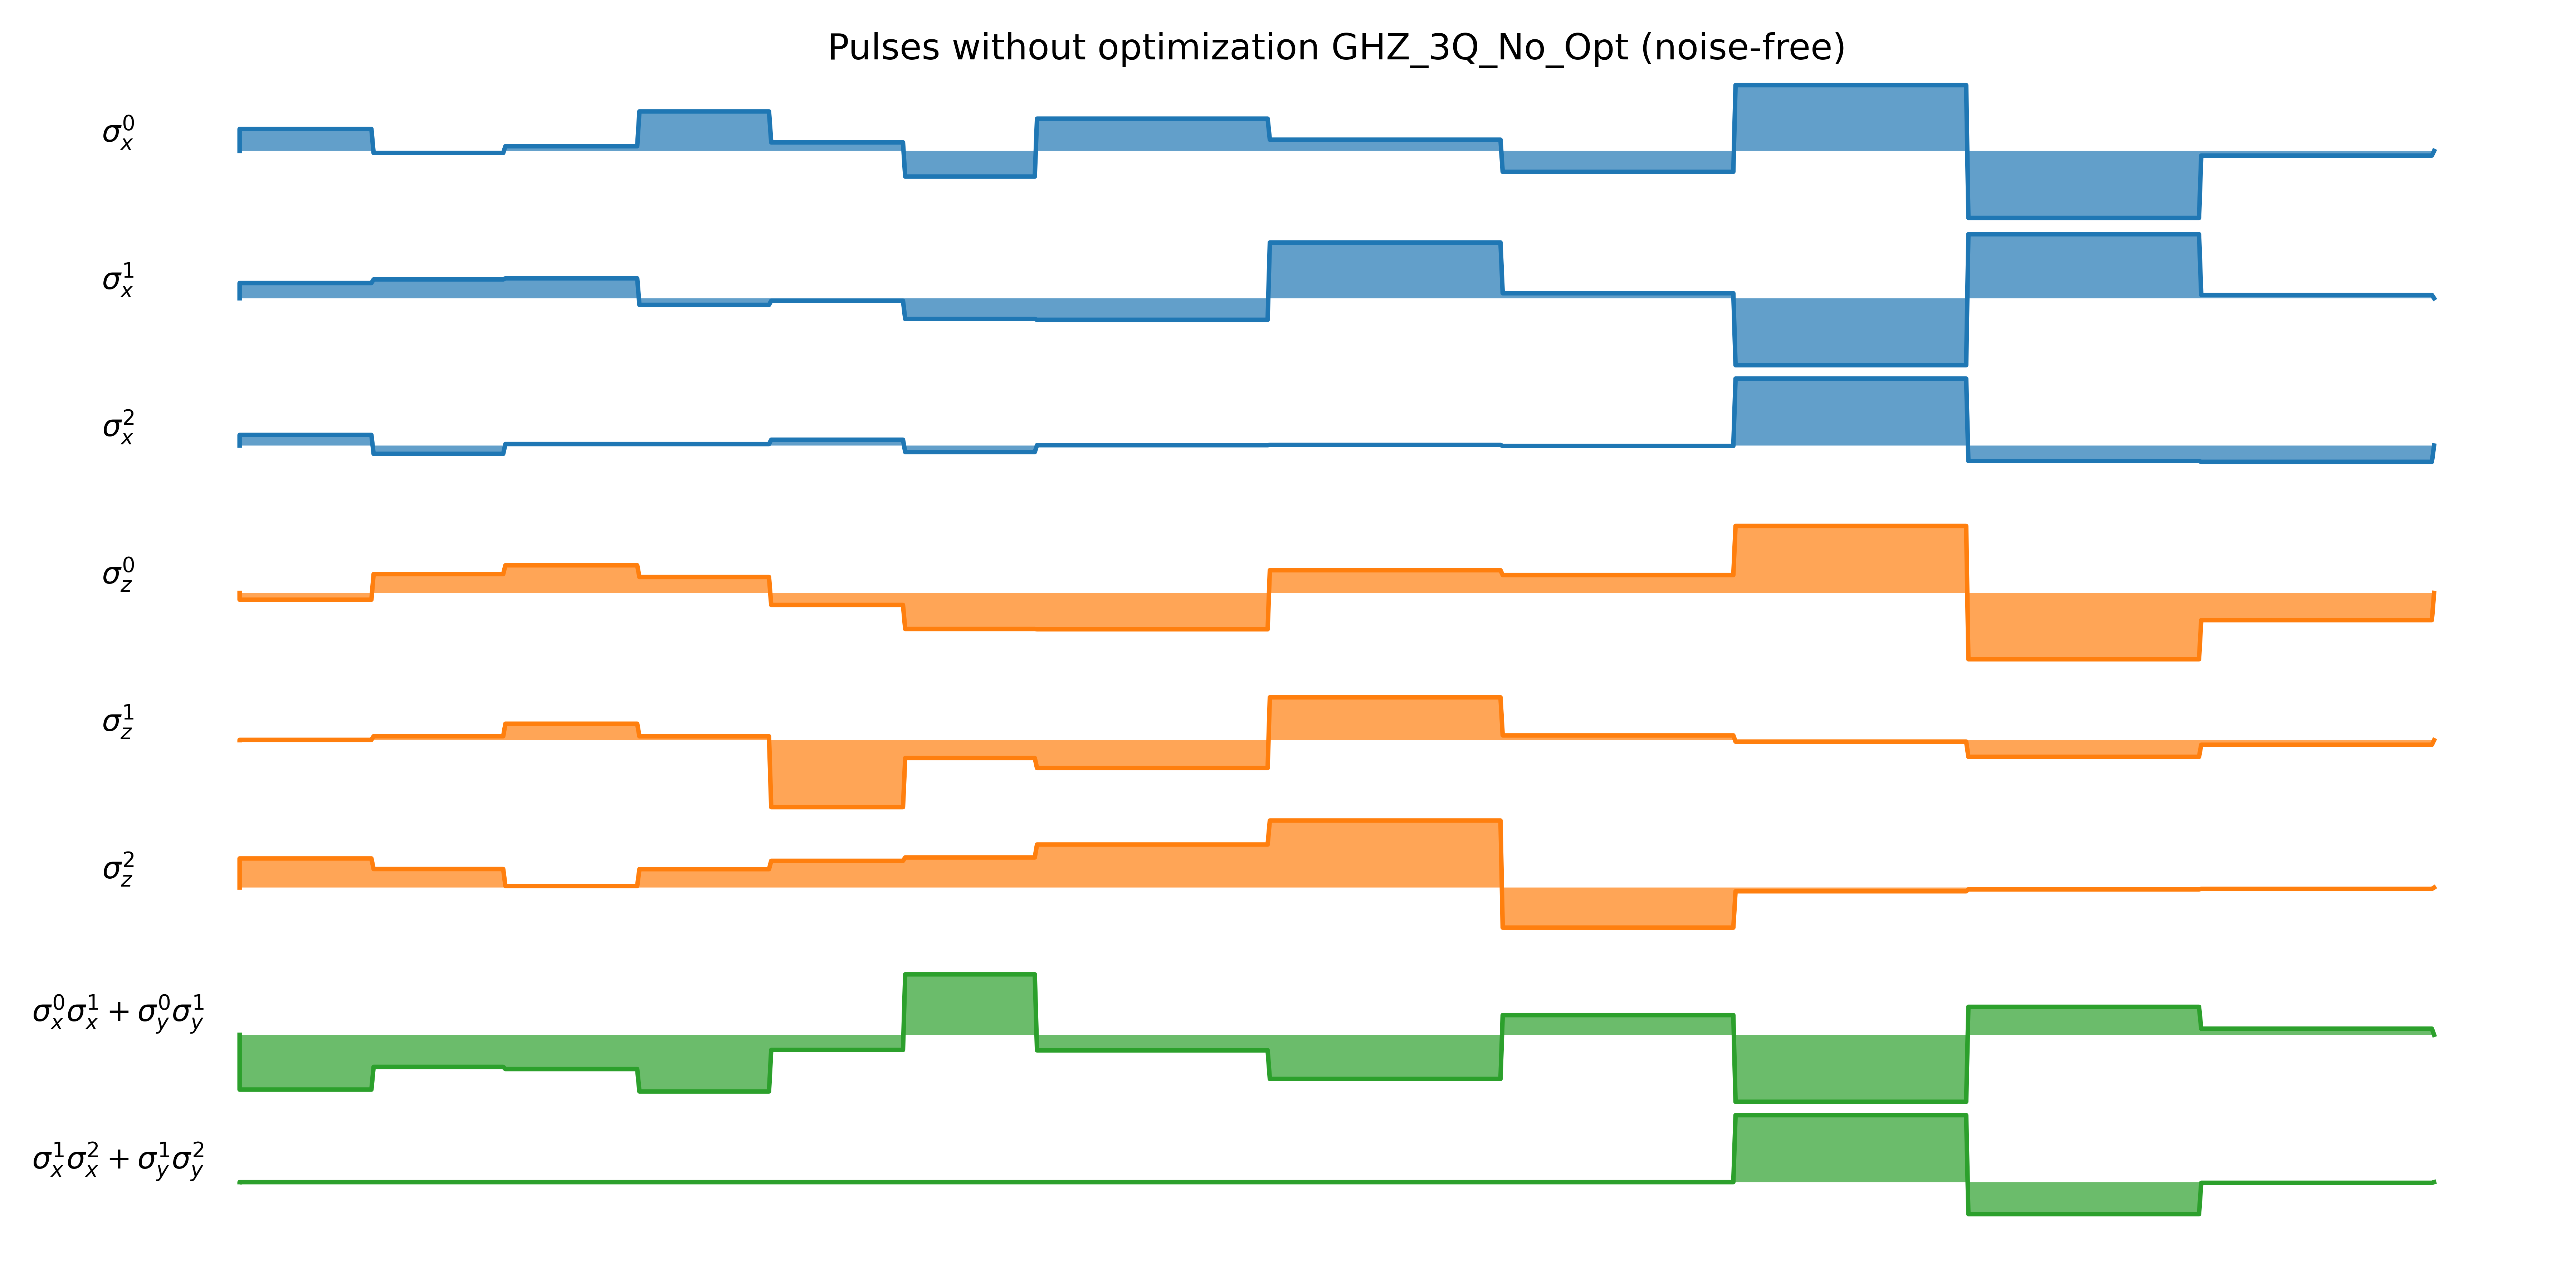 Pulses without optimization GHZ_3Q_No_Opt (noise-free)
σ_x^0
σ_x^1
σ_x^2
σ_z^0
σ_z^1
σ_z^2
σ_x^0σ_x^1 + σ_y^0σ_y^1
σ_x^1σ_x^2 + σ_y^1σ_y^2